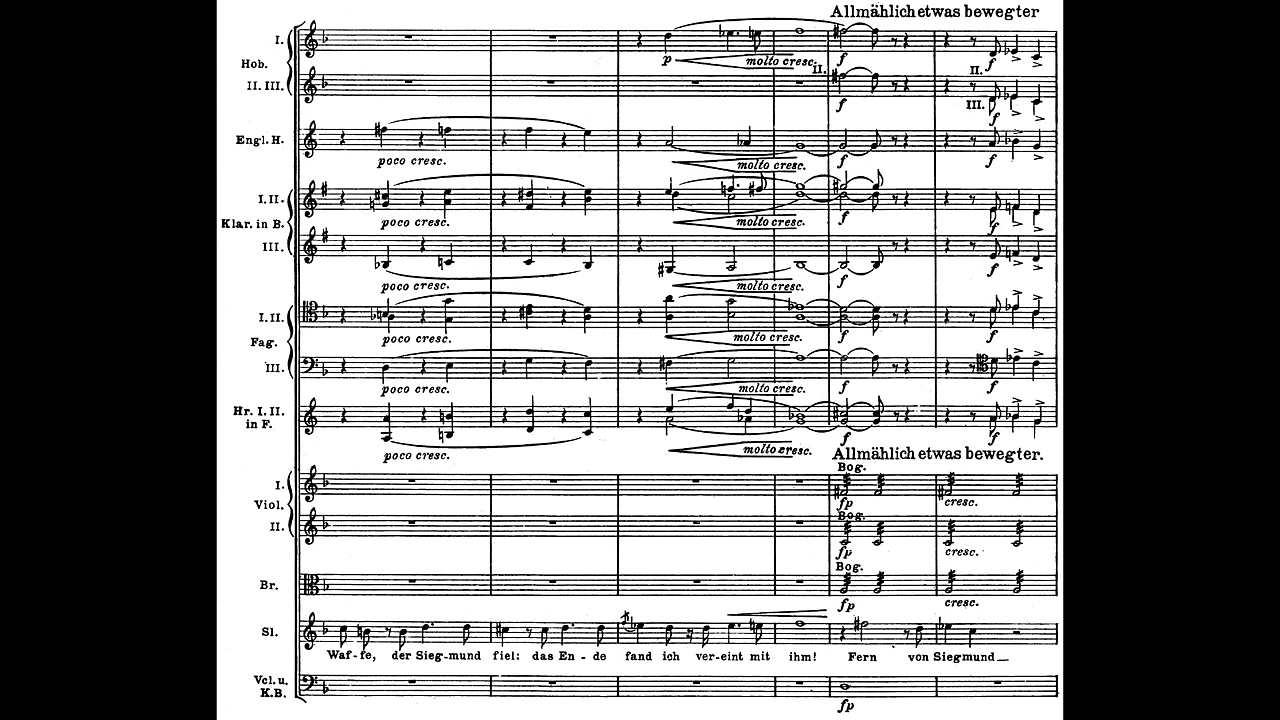 Allmählich etwas bewegter
I.
Hob.
p molto cresc. f f
II. III.
II. f II. III. f
Engl. H.
poco cresc. molto cresc. f f
I. II.
poco cresc. molto cresc. f f
Klar. in B.
III.
poco cresc. molto cresc. f f
I. II.
poco cresc. molto cresc. f f
Fag.
III.
poco cresc. molto cresc. f f
Hr. I. II.
in F.
poco cresc. molto cresc. f f
Allmählich etwas bewegter.
Bog.
I.
fp cresc.
Viol.
Bog.
II.
fp cresc.
Bog.
Br.
fp cresc.
Sl.
Waf-fe, der Sieg-mund fiel: das En - de fand ich ver-eint mit ihm! Fern von Siegmund
Vcl. u.
K.B.
fp